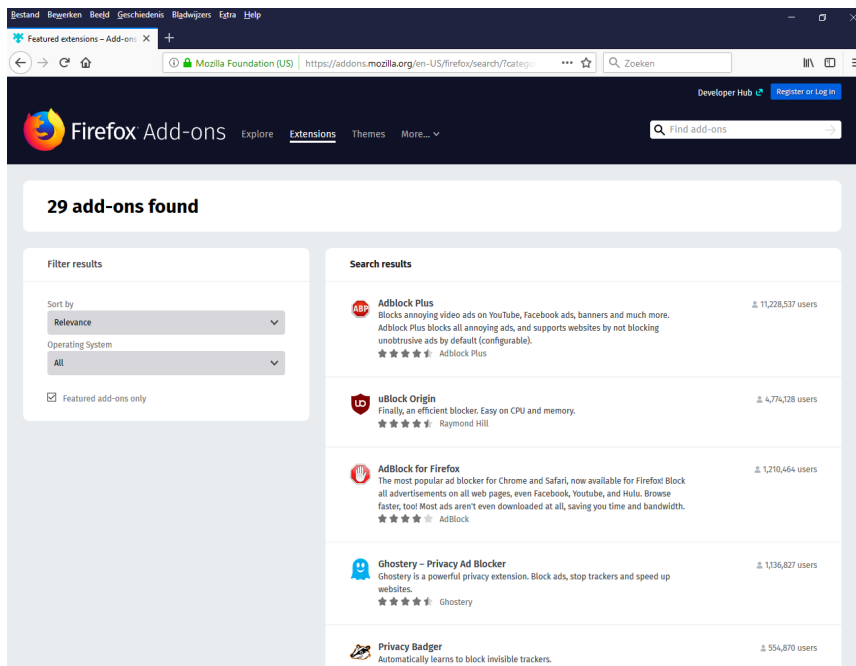 Bestand Bewerken Beeld Geschiedenis Bladwijzers Extra Help
Featured extensions – Add-ons
Mozilla Foundation (US) https://addons.mozilla.org/en-US/firefox/search/?catego
Zoeken
Developer Hub Register or Log in
Firefox Add-ons Explore Extensions Themes More...
Find add-ons
29 add-ons found
Filter results
Sort by
Relevance
Operating System
All
Featured add-ons only
Search results
ABP
Adblock Plus
11,228,537 users
Blocks annoying video ads on YouTube, Facebook ads, banners and much more.
Adblock Plus blocks all annoying ads, and supports websites by not blocking
unobtrusive ads by default (configurable).
Adblock Plus
uBlock Origin
4,774,128 users
Finally, an efficient blocker. Easy on CPU and memory.
Raymond Hill
AdBlock for Firefox
1,210,464 users
The most popular ad blocker for Chrome and Safari, now available for Firefox! Block
all advertisements on all web pages, even Facebook, Youtube, and Hulu. Browse
faster, too! Most ads aren't even downloaded at all, saving you time and bandwidth.
AdBlock
Ghostery – Privacy Ad Blocker
1,136,827 users
Ghostery is a powerful privacy extension. Block ads, stop trackers and speed up
websites.
Ghostery
Privacy Badger
554,870 users
Automatically learns to block invisible trackers.